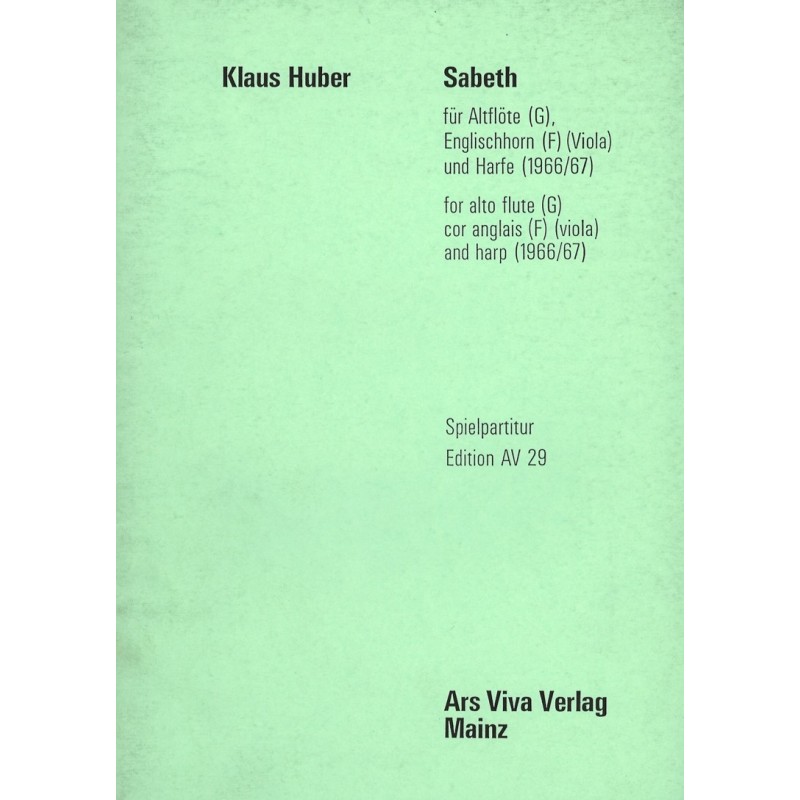 Klaus Huber
Sabeth
für Altflöte (G),
Englischhorn (F) (Viola)
und Harfe (1966/67)
for alto flute (G)
cor anglais (F) (viola)
and harp (1966/67)
Spielpartitur
Edition AV 29
Ars Viva Verlag
Mainz